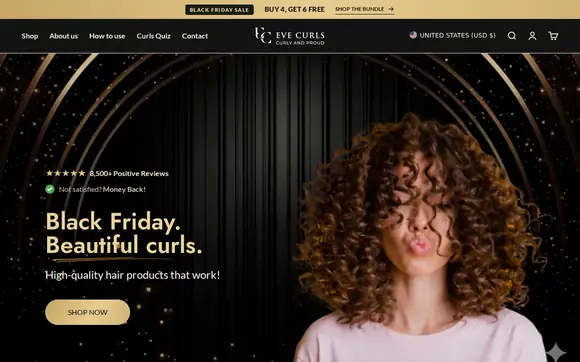 BLACK FRIDAY SALE BUY 4, GET 6 FREE SHOP THE BUNDLE
Shop About us How to use Curls Quiz Contact
EVE CURLS
CURLY AND PROUD
UNITED STATES (USD $)
8,500+ Positive Reviews
Not satisfied? Money Back!
Black Friday.
Beautiful curls.
High-quality hair products that work!
SHOP NOW